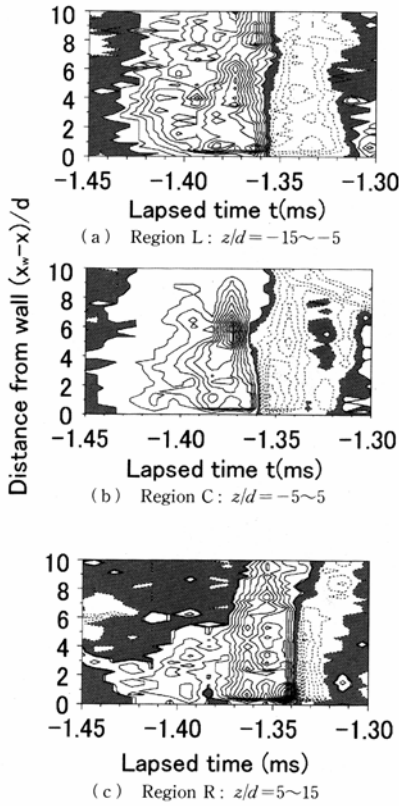 Distance from wall (xw-x)/d
10
8
6
4
2
0
-1.45 -1.40 -1.35 -1.30
Lapsed time t(ms)
(a) Region L: z/d=-15~-5
10
8
6
4
2
0
-1.45 -1.40 -1.35 -1.30
Lapsed time t(ms)
(b) Region C: z/d=-5~5
10
8
6
4
2
0
-1.45 -1.40 -1.35 -1.30
Lapsed time (ms)
(c) Region R: z/d=5~15